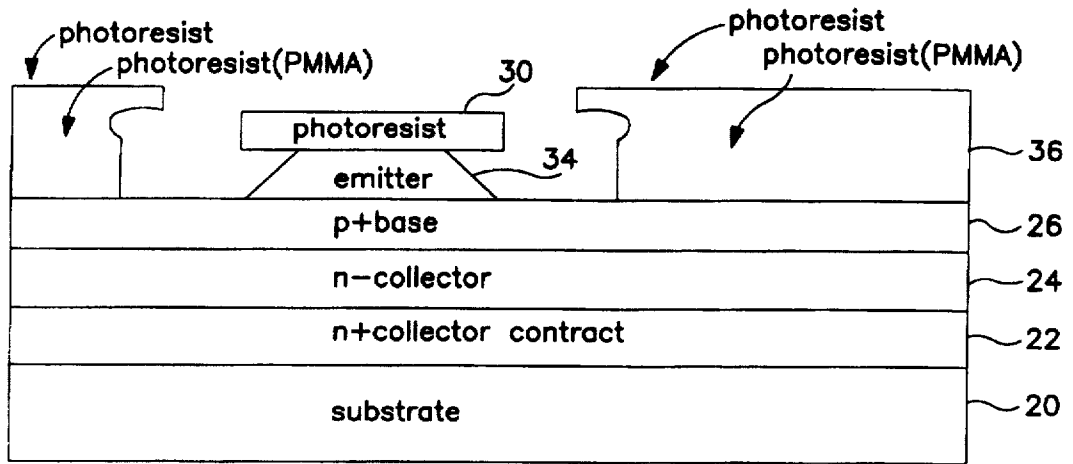 photoresist
photoresist(PMMA)
photoresist
photoresist(PMMA)
30
photoresist
34
emitter
36
p+base
26
n-collector
24
n+collector contract
22
substrate
20